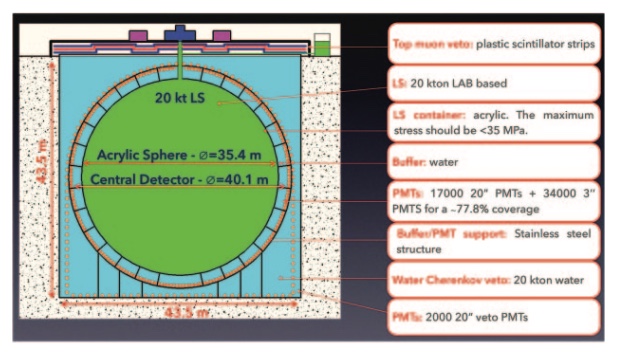 20 kt LS
Acrylic Sphere - ⌀=35.4 m
Central Detector - ⌀=40.1 m
43.5 m
43.5 m
Top muon veto: plastic scintillator strips
LS: 20 kton LAB based
LS container: acrylic. The maximum
stress should be <35 MPa.
Buffer: water
PMTs: 17000 20" PMTs + 34000 3"
PMTS for a ~77.8% coverage
Buffer/PMT support: Stainless steel
structure
Water Cherenkov veto: 20 kton water
PMTs: 2000 20" veto PMTs